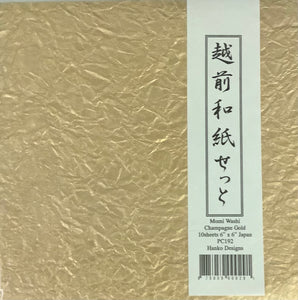 越前和紙せっと
Momi Washi
Champagne Gold
10sheets 6" x 6" Japan
PC192
Hanko Designs